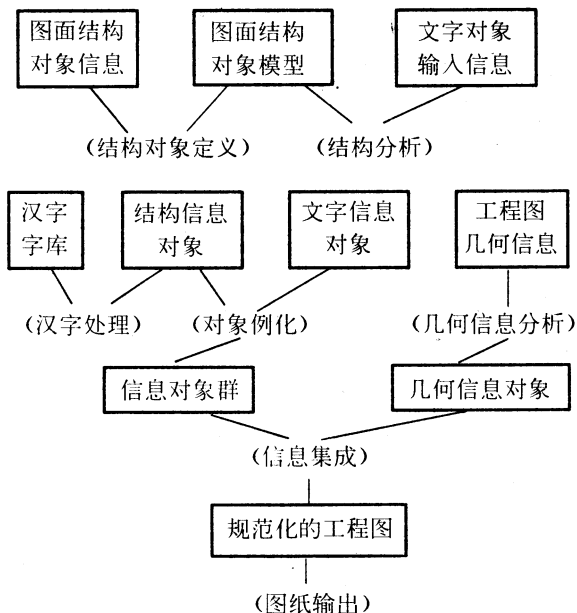 图面结构
对象信息
图面结构
对象模型
文字对象
输入信息
(结构对象定义)
(结构分析)
汉字
字库
结构信息
对象
文字信息
对象
工程图
几何信息
(汉字处理)
(对象例化)
(几何信息分析)
信息对象群
几何信息对象
(信息集成)
规范化的工程图
(图纸输出)